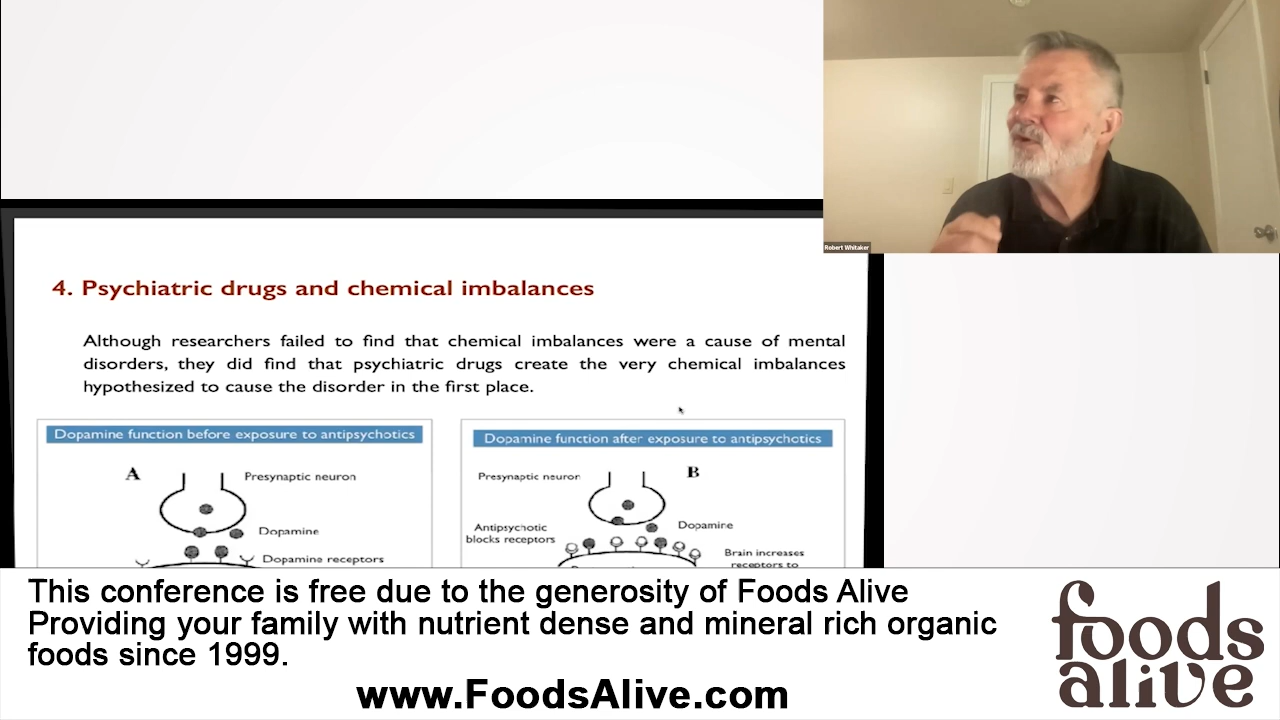 Robert Whitaker
4. Psychiatric drugs and chemical imbalances
Although researchers failed to find that chemical imbalances were a cause of mental
disorders, they did find that psychiatric drugs create the very chemical imbalances
hypothesized to cause the disorder in the first place.
Dopamine function before exposure to antipsychotics
A
Presynaptic neuron
Dopamine
Dopamine receptors
Dopamine function after exposure to antipsychotics
Presynaptic neuron
B
Antipsychotic
blocks receptors
Dopamine
Brain increases
receptors to
This conference is free due to the generosity of Foods Alive
Providing your family with nutrient dense and mineral rich organic
foods since 1999.
www.FoodsAlive.com
foods
alive